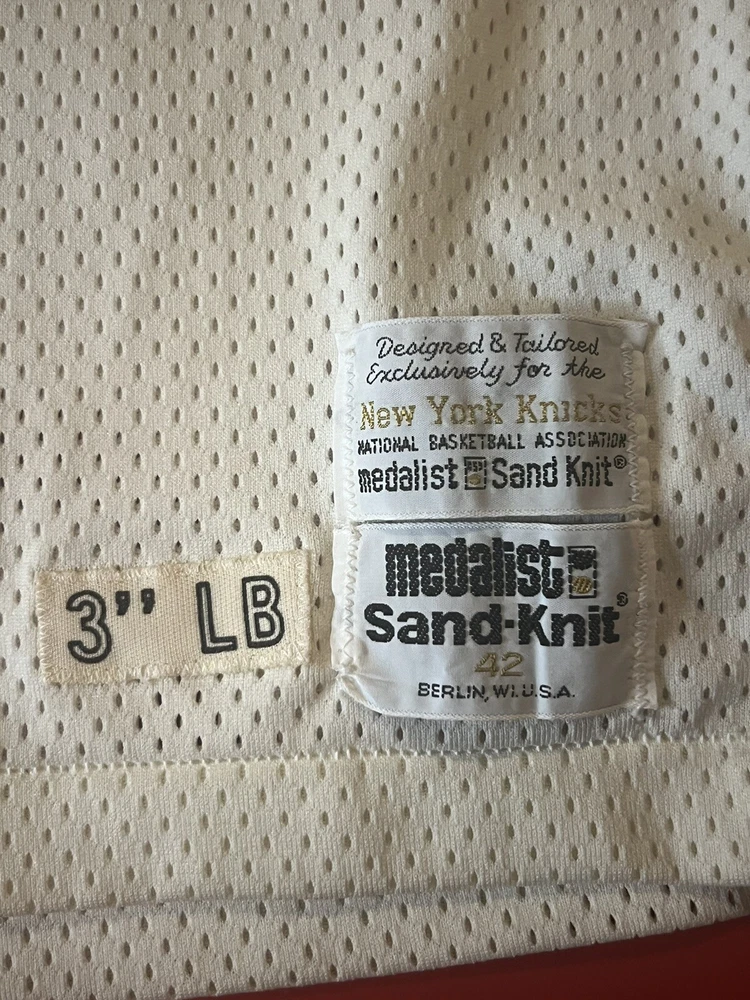 Designed & Tailored
Exclusively for the
New York Knicks
NATIONAL BASKETBALL ASSOCIATION
medalist Sand Knit®
medalist
Sand-Knit®
42
BERLIN, WI. U.S.A.
3” LB